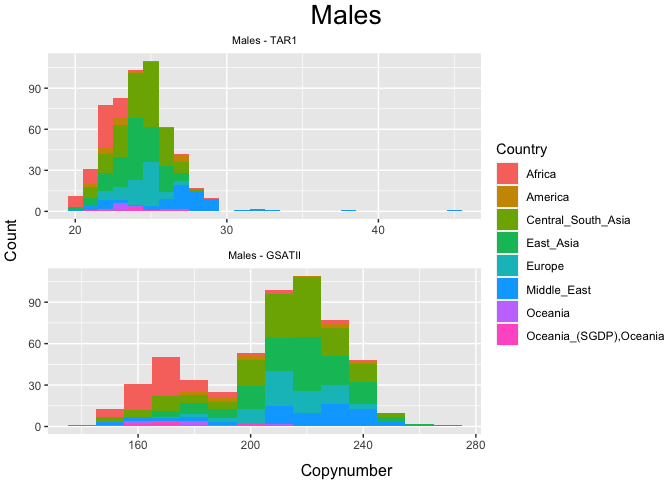 Males
Males - TAR1
90
60
30
0
20
30
40
Count
Males - GSATII
90
60
30
0
160
200
240
280
Copynumber
Country
Africa
America
Central_South_Asia
East_Asia
Europe
Middle_East
Oceania
Oceania_(SGDP),Oceania